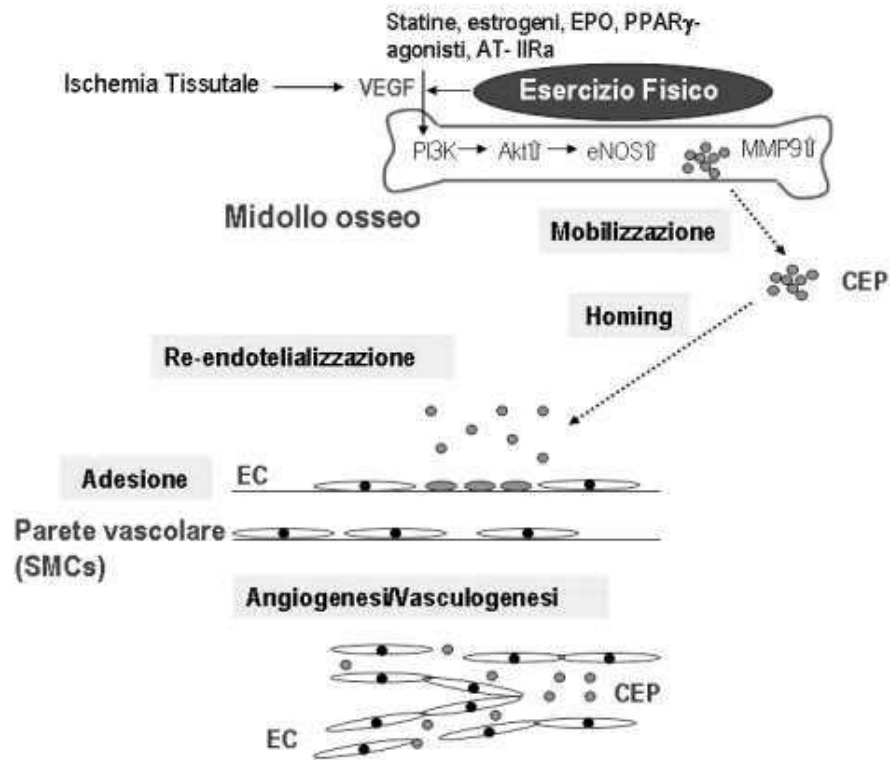 Statine, estrogeni, EPO, PPARγ-
agonisti, AT- IIRa
Ischemia Tissutale
VEGF
Esercizio Fisico
PI3K
Akt⇧
eNOS⇧
MMP9⇧
Midollo osseo
Mobilizzazione
CEP
Homing
Re-endotelializzazione
Adesione
EC
Parete vascolare
(SMCs)
Angiogenesi/Vasculogenesi
CEP
EC